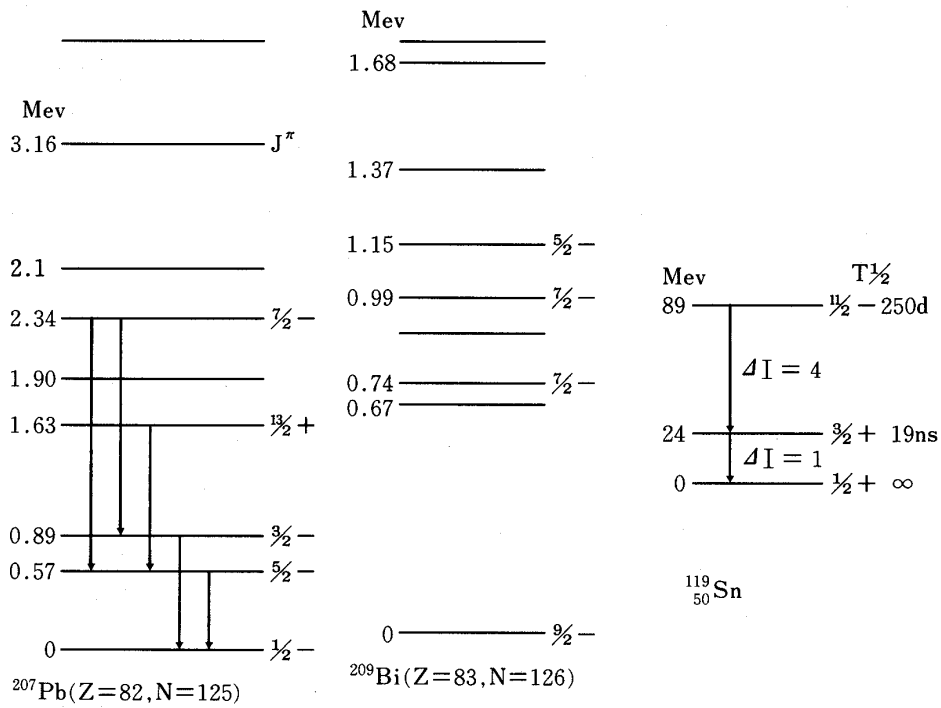 Mev
3.16 J^π
2.1
2.34 7/2 −
1.90
1.63 13/2 +
0.89 3/2 −
0.57 5/2 −
0 1/2 −
²⁰⁷Pb(Z=82,N=125)
Mev
1.68
1.37
1.15 5/2 −
0.99 7/2 −
0.74 7/2 −
0.67
0 9/2 −
²⁰⁹Bi(Z=83,N=126)
Mev T½
89 11/2 − 250d
ΔI = 4
24 3/2 + 19ns
ΔI = 1
0 1/2 + ∞
¹¹⁹₅₀Sn